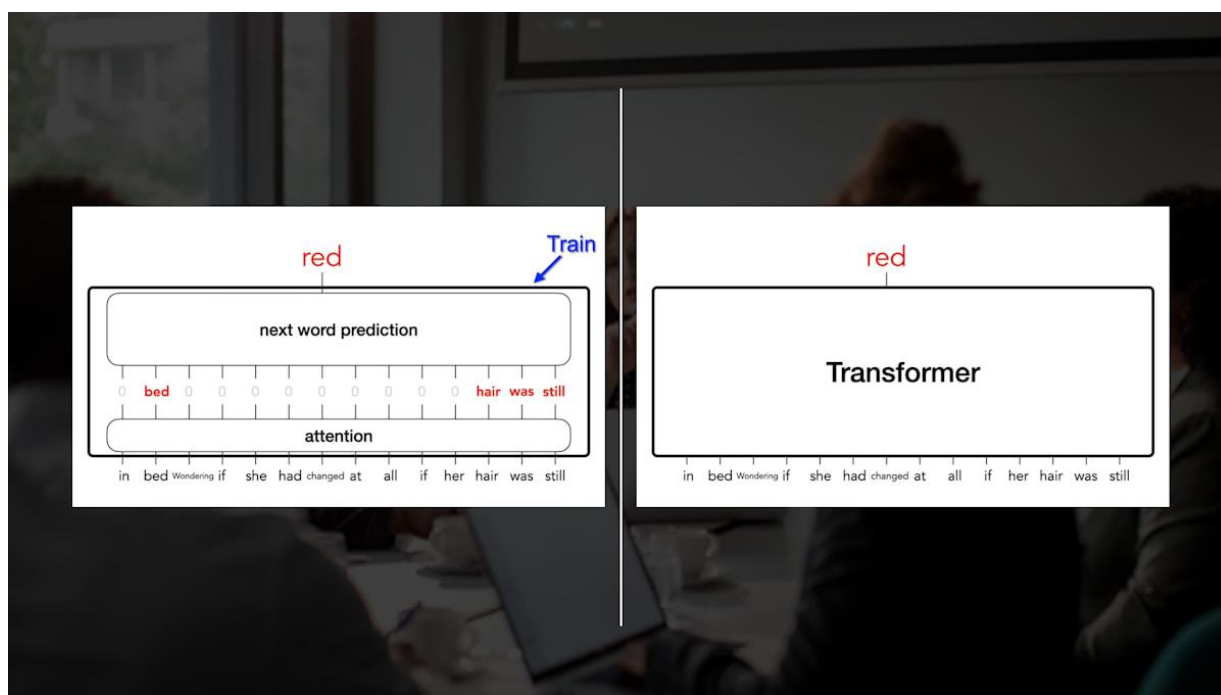 red
Train
next word prediction
0 bed 0 0 0 0 0 0 0 0 0 hair was still
attention
in bed Wondering if she had changed at all if her hair was still
red
Transformer
in bed Wondering if she had changed at all if her hair was still